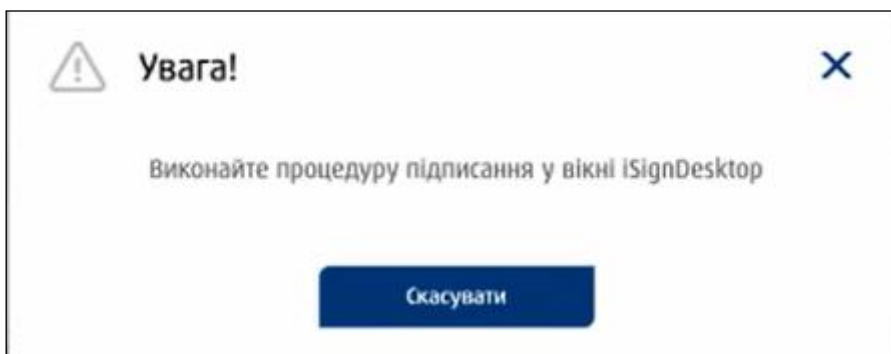 Увага!
Виконайте процедуру підписання у вікні iSignDesktop
Скасувати